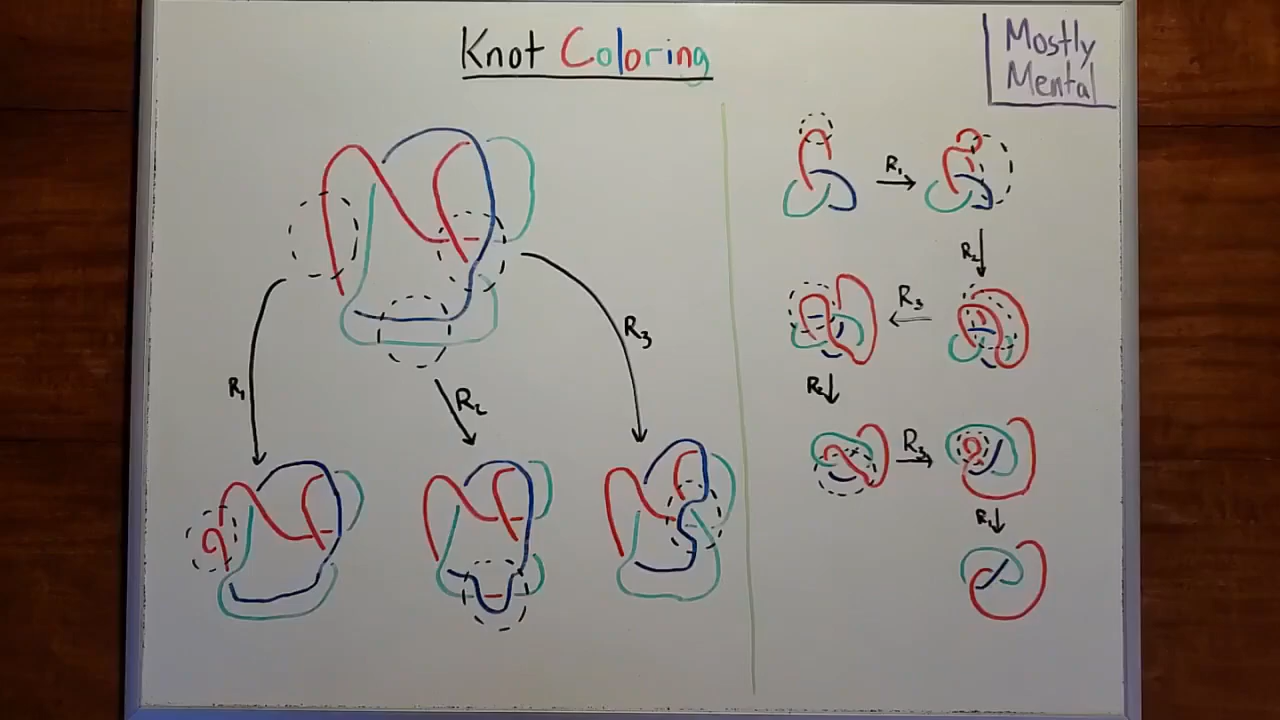 Knot Coloring
Mostly
Mental
R₁
R₂
R₃
R₁
R₂
R₃
R₂
R₃
R₁